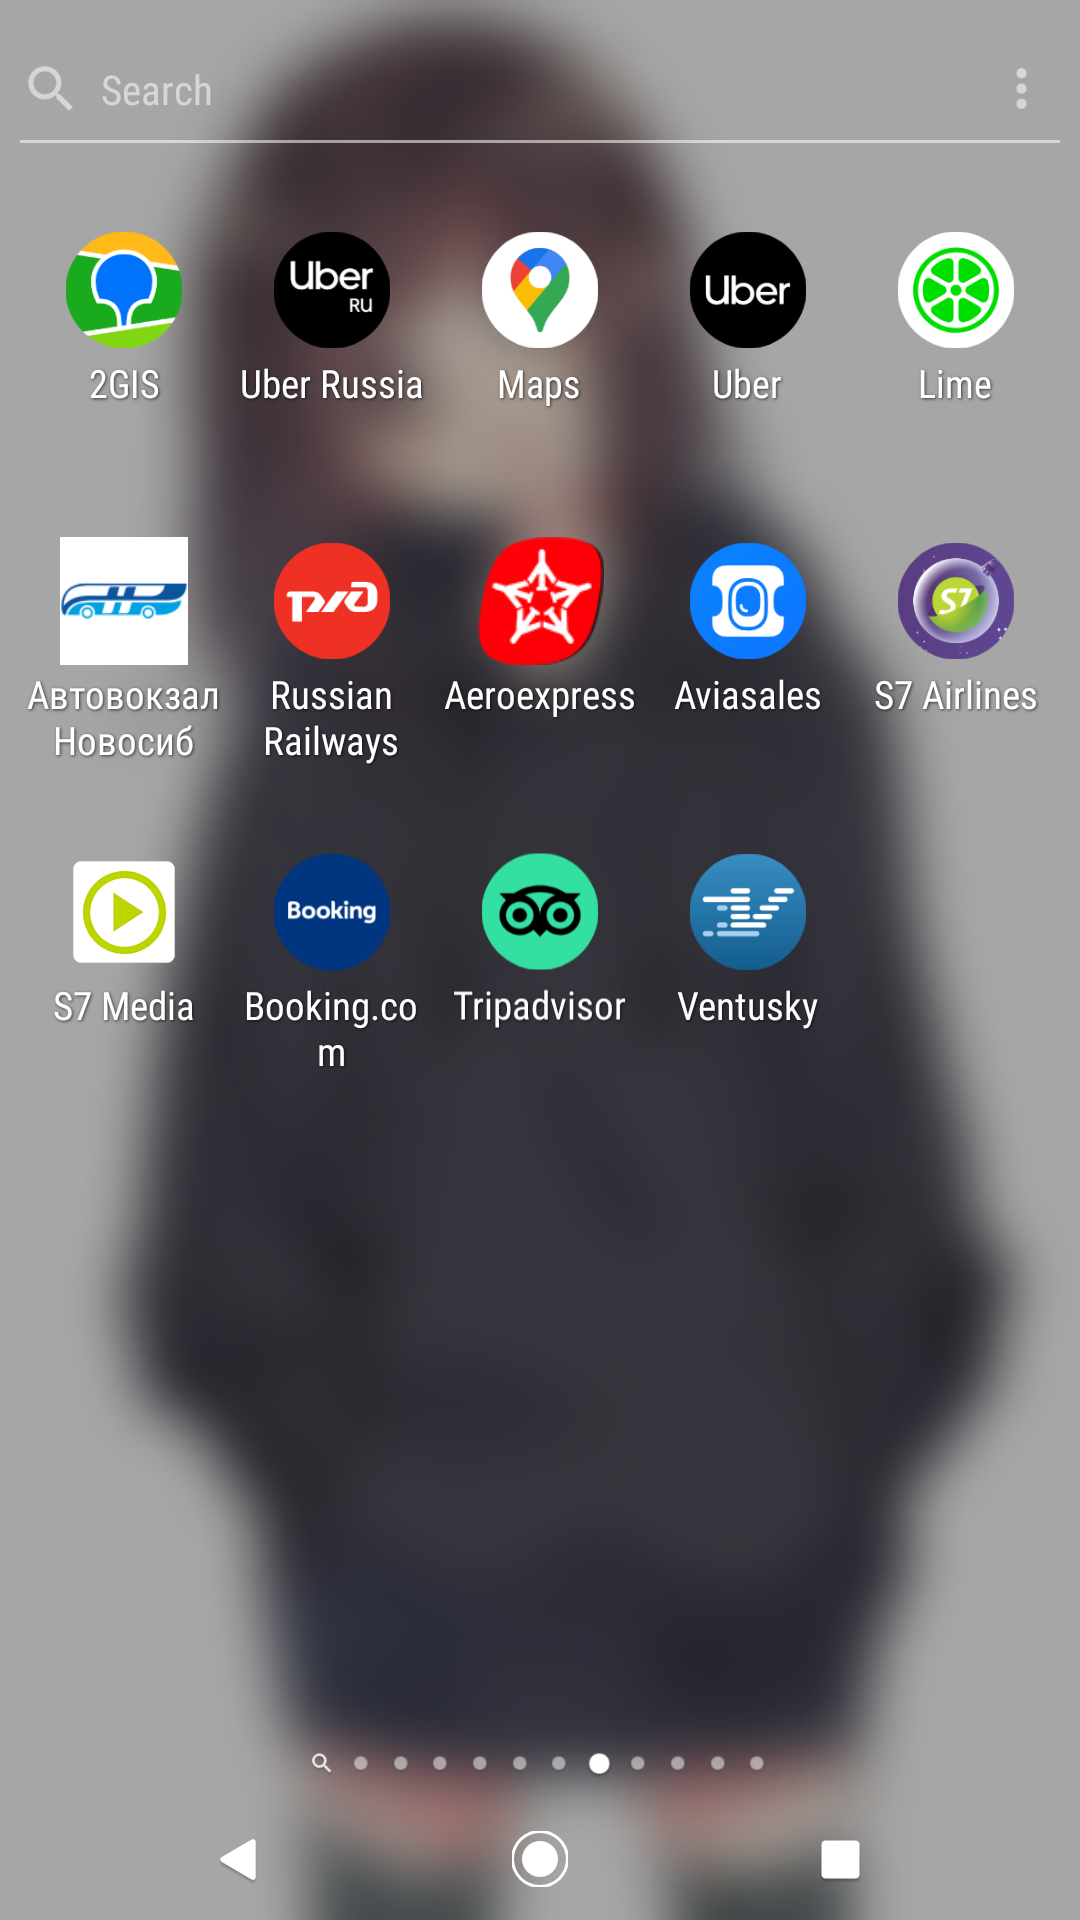 Search
Uber
RU
Uber
2GIS
Uber Russia
Maps
Uber
Lime
РЖД
S7
Автовокзал
Новосиб
Russian
Railways
Aeroexpress
Aviasales
S7 Airlines
Booking
S7 Media
Booking.co
m
Tripadvisor
Ventusky